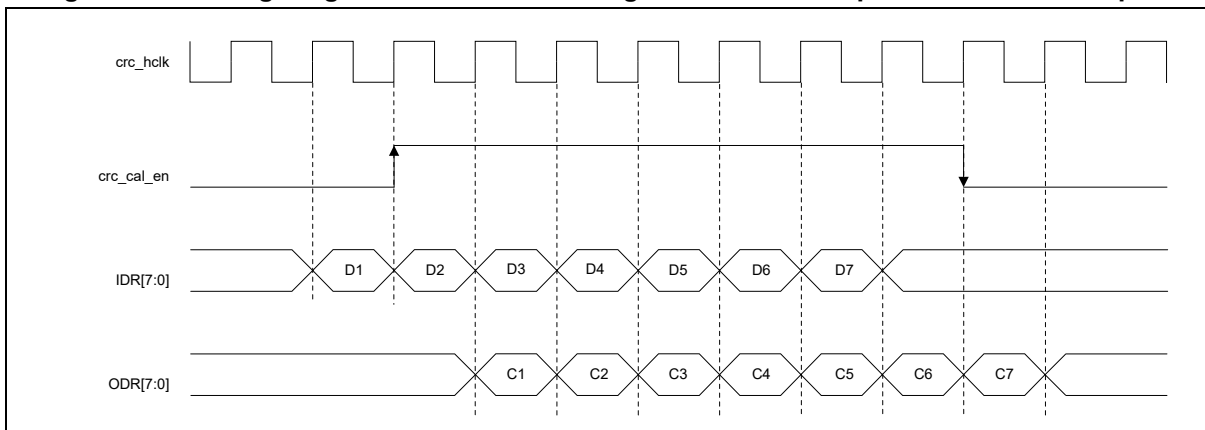 crc_hclk
crc_cal_en
IDR[7:0]
D1 D2 D3 D4 D5 D6 D7
ODR[7:0]
C1 C2 C3 C4 C5 C6 C7